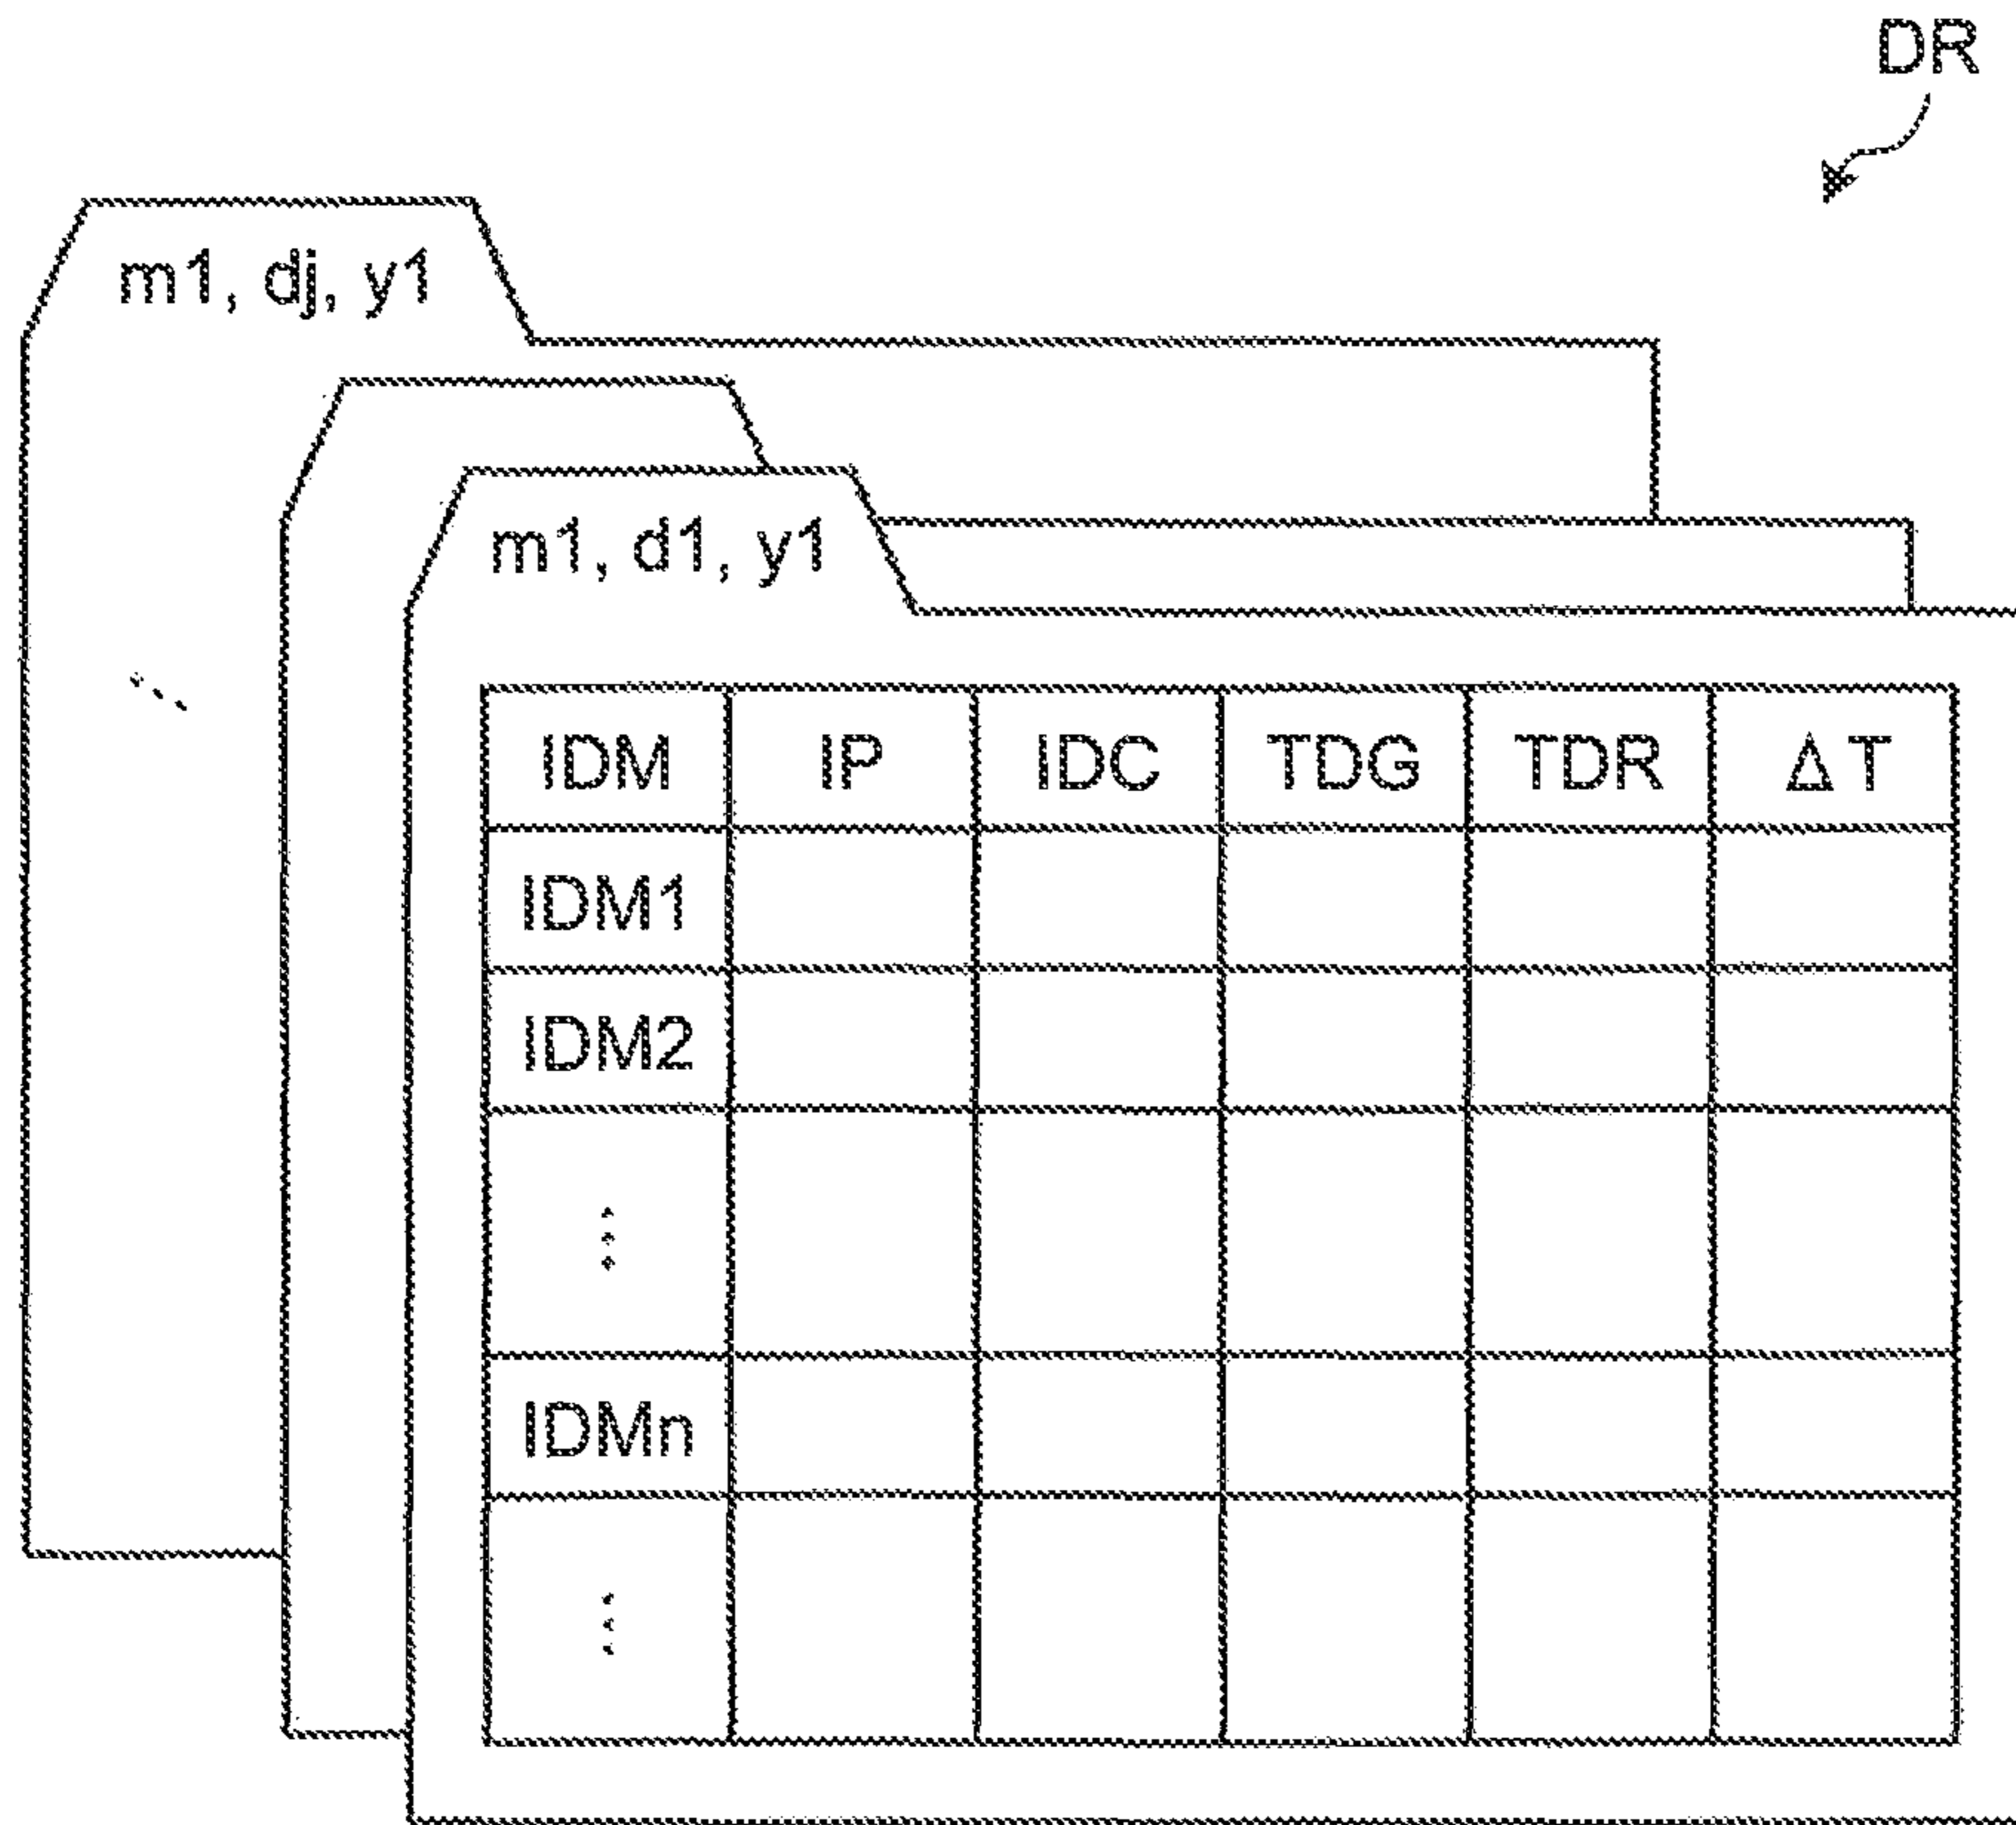 DR
m1, dj, y1
m1, d1, y1
IDM IP IDC TDG TDR ΔT
IDM1
IDM2
⋮
IDMn
⋮